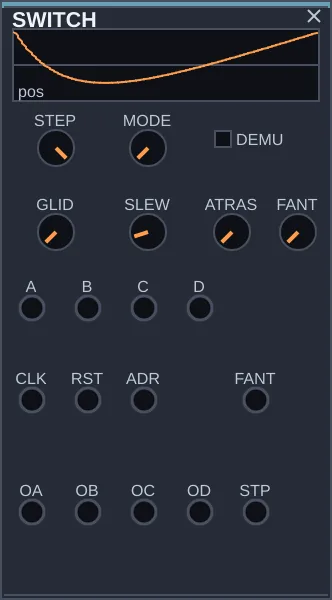 SWITCH
pos
STEP MODE
DEMU
GLID SLEW ATRAS FANT
A B C D
CLK RST ADR FANT
OA OB OC OD STP